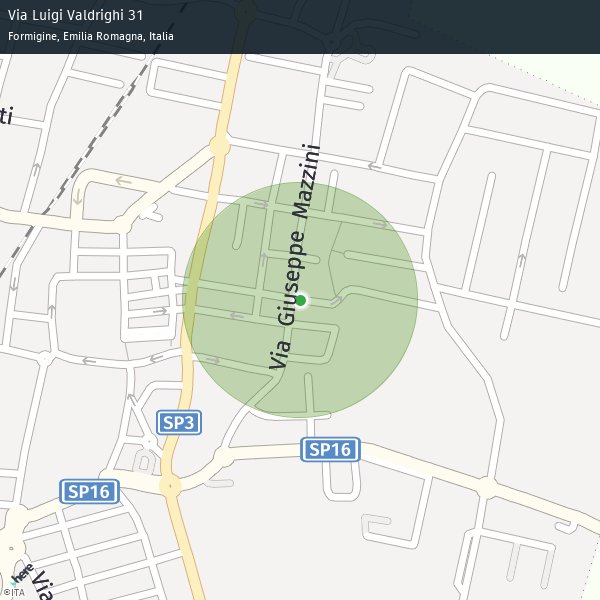 Via Luigi Valdrighi 31
Formigine, Emilia Romagna, Italia
ti
Via Giuseppe Mazzini
SP3
SP16
SP16
here
Via
©ITA